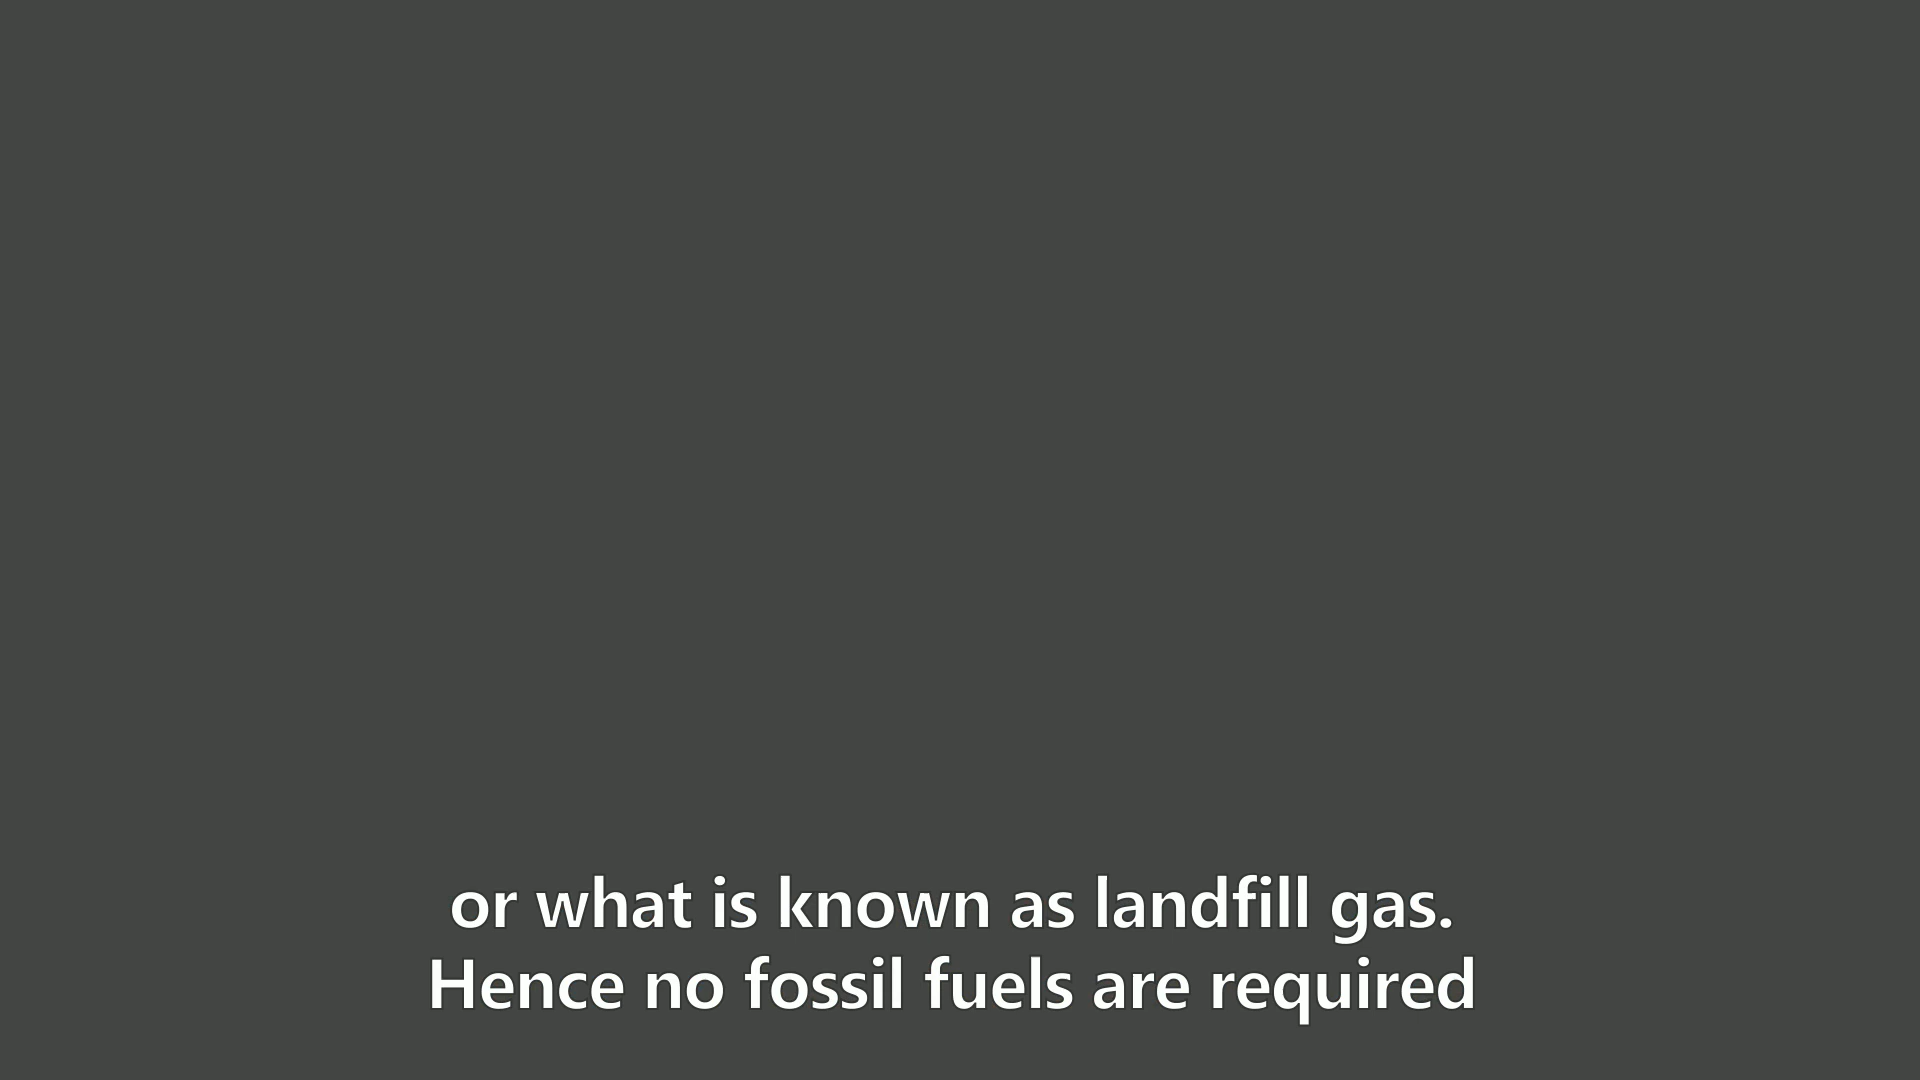 or what is known as landfill gas.
Hence no fossil fuels are required